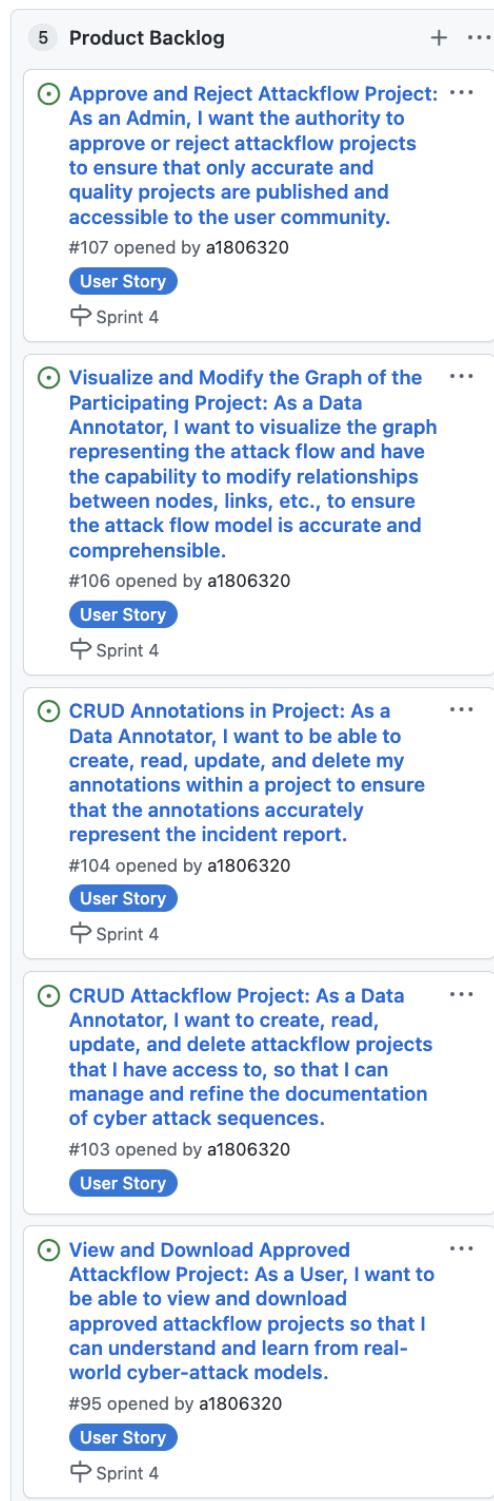 5 Product Backlog
Approve and Reject Attackflow Project:
As an Admin, I want the authority to
approve or reject attackflow projects
to ensure that only accurate and
quality projects are published and
accessible to the user community.
#107 opened by a1806320
User Story
Sprint 4
Visualize and Modify the Graph of the
Participating Project: As a Data
Annotator, I want to visualize the graph
representing the attack flow and have
the capability to modify relationships
between nodes, links, etc., to ensure
the attack flow model is accurate and
comprehensible.
#106 opened by a1806320
User Story
Sprint 4
CRUD Annotations in Project: As a
Data Annotator, I want to be able to
create, read, update, and delete my
annotations within a project to ensure
that the annotations accurately
represent the incident report.
#104 opened by a1806320
User Story
Sprint 4
CRUD Attackflow Project: As a Data
Annotator, I want to create, read,
update, and delete attackflow projects
that I have access to, so that I can
manage and refine the documentation
of cyber attack sequences.
#103 opened by a1806320
User Story
View and Download Approved
Attackflow Project: As a User, I want to
be able to view and download
approved attackflow projects so that I
can understand and learn from real-
world cyber-attack models.
#95 opened by a1806320
User Story
Sprint 4